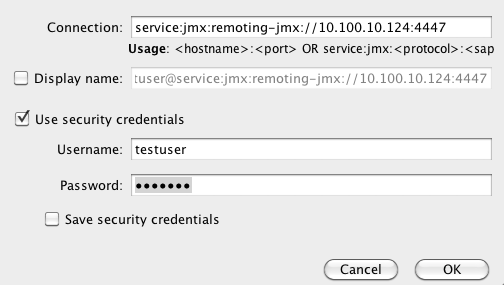 Connection: service:jmx:remoting-jmx://10.100.10.124:4447
Usage: <hostname>:<port> OR service:jmx:<protocol>:<sap
Display name: tuser@service:jmx:remoting-jmx://10.100.10.124:4447
Use security credentials
Username: testuser
Password: •••••••
Save security credentials
Cancel OK